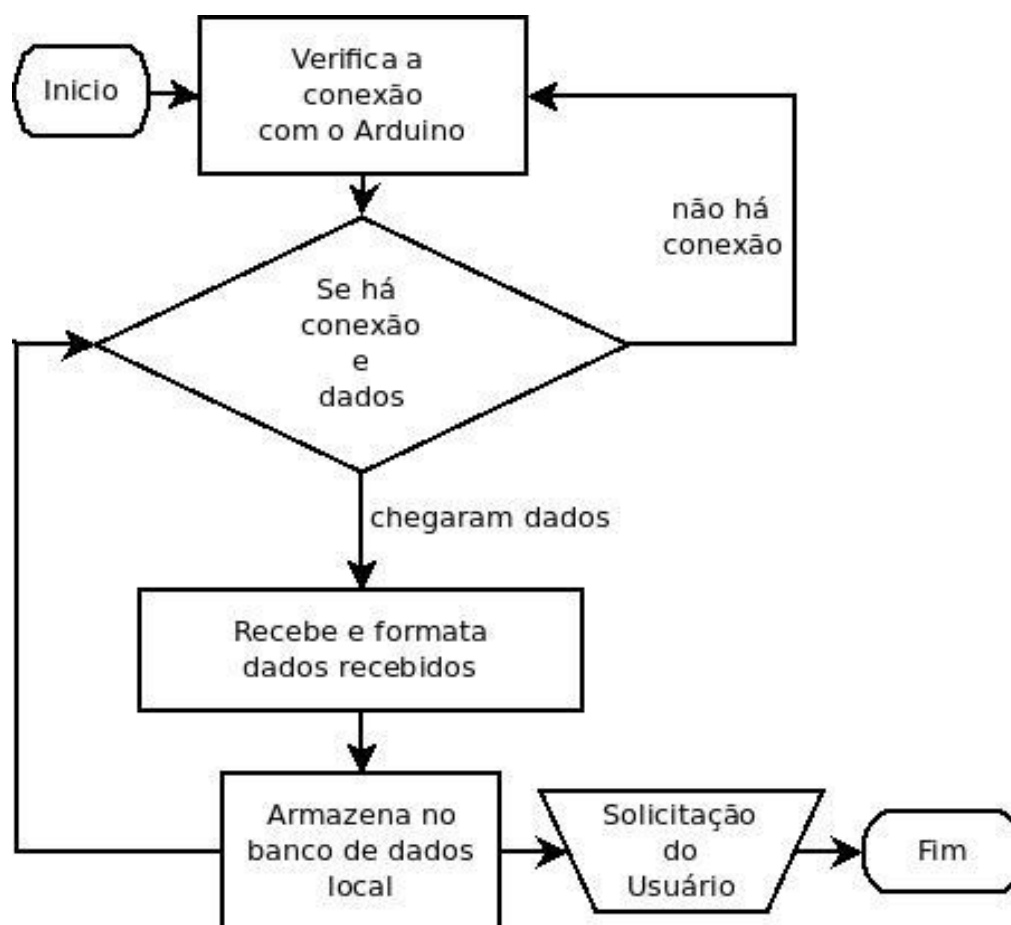 Inicio
Verifica a
conexão
com o Arduino
não há
conexão
Se há
conexão
e
dados
chegaram dados
Recebe e formata
dados recebidos
Armazena no
banco de dados
local
Solicitação
do
Usuário
Fim